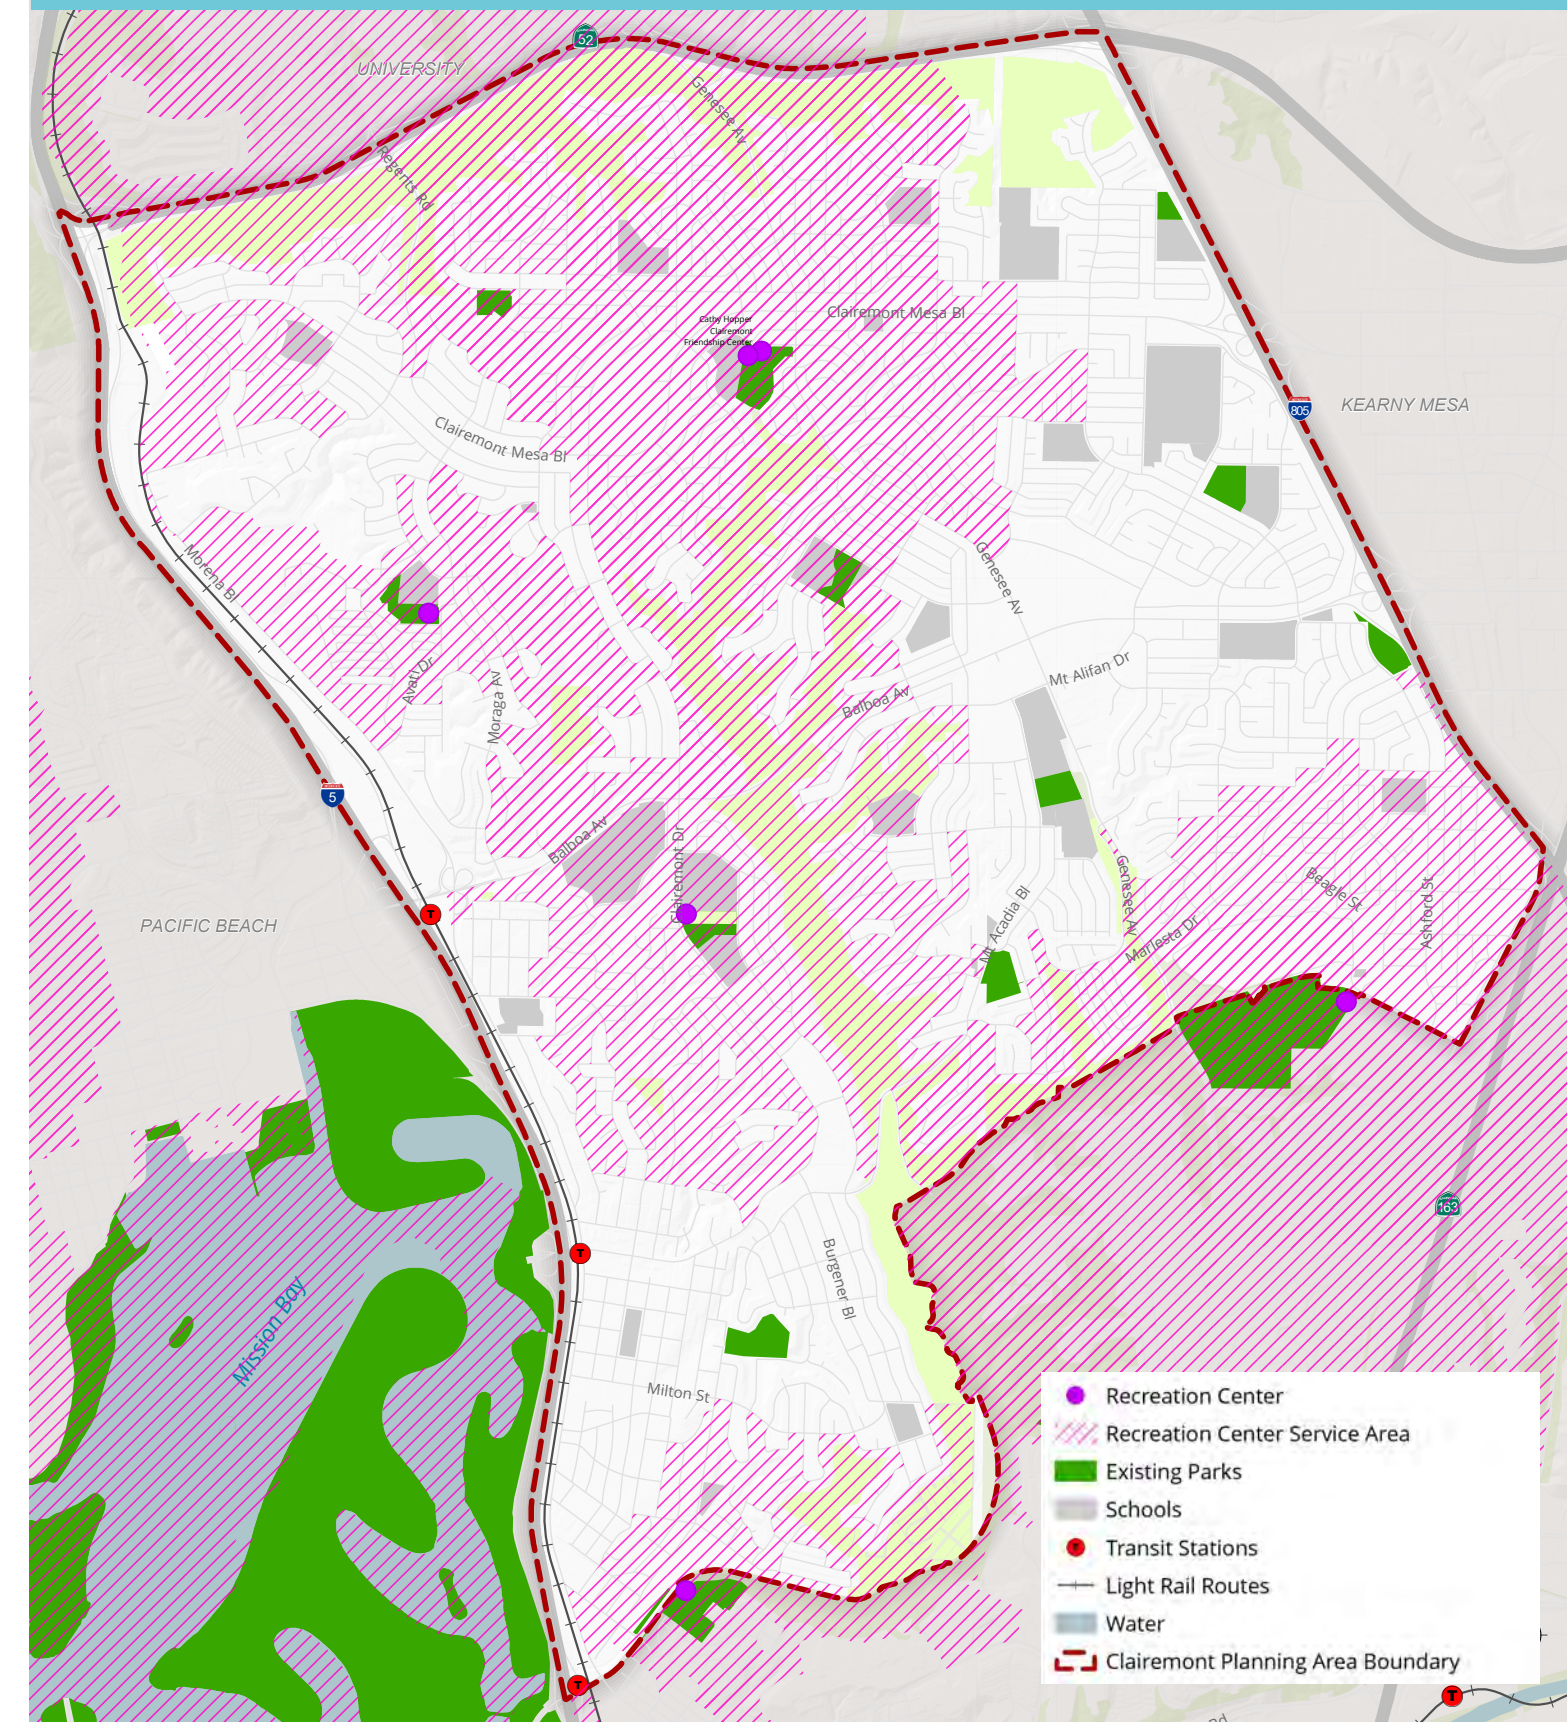 52
UNIVERSITY
Genesee Av
Regents Rd
Clairemont Mesa Bl
Cathy Hopper
Clairemont
Friendship Center
805
KEARNY MESA
Clairemont Mesa Bl
Morena Bl
Genesee Av
Avati Dr
Moraga Av
Mt Alifan Dr
Balboa Av
5
Balboa Av
Clairemont Dr
Genesee Av
Beagle St
Ashford St
Mt Acadia Bl
Marlesta Dr
T
PACIFIC BEACH
163
T
Burgener Bl
Mission Bay
Milton St
Recreation Center
Recreation Center Service Area
Existing Parks
Schools
T
Transit Stations
Light Rail Routes
Water
Clairemont Planning Area Boundary
T
T
Rd